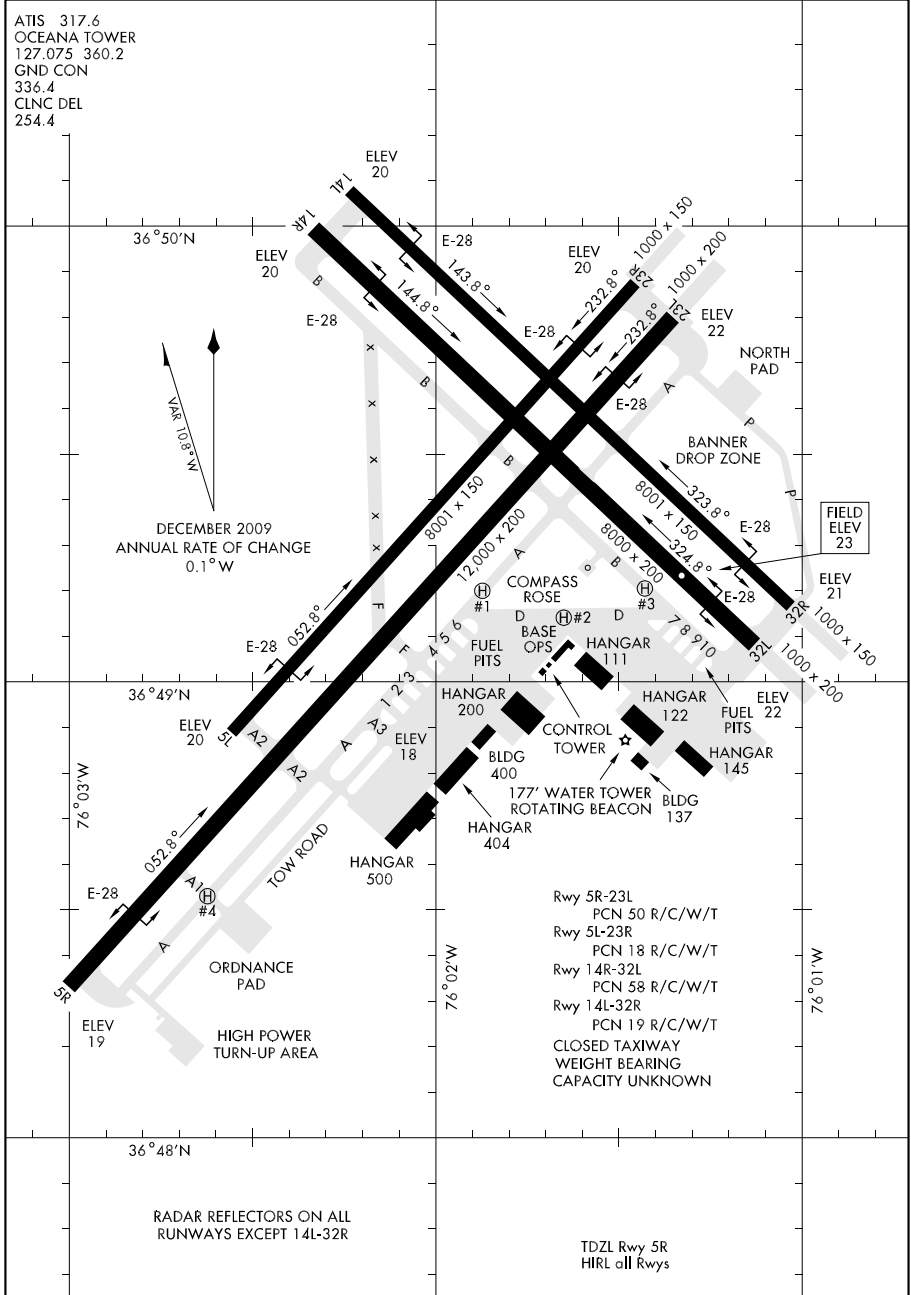 ATIS 317.6
OCEANA TOWER
127.075 360.2
GND CON
336.4
CLNC DEL
254.4
ELEV
20
14L
14R
36°50'N
ELEV
20
E-28
143.8°
ELEV
20
1000 x 150
23R
1000 x 200
23L
232.8°
232.8°
ELEV
22
B
144.8°
E-28
E-28
E-28
NORTH
PAD
x
x
x
x
x
B
B
B
A
P
P
VAR 10.8° W
BANNER
DROP ZONE
DECEMBER 2009
ANNUAL RATE OF CHANGE
0.1° W
8001 x 150
12,000 x 200
8000 x 200
8001 x 150
323.8°
324.8°
E-28
FIELD
ELEV
23
A
COMPASS
ROSE
H
#1
H
#2
H
#3
E-28
ELEV
21
32R
1000 x 150
F
052.8°
D
D
7 8 9 10
32L
1000 x 200
F
4 5 6
FUEL
PITS
BASE
OPS
HANGAR
111
E-28
36°49'N
ELEV
20
5L
A2
A2
A
A3
1 2 3
ELEV
18
HANGAR
200
CONTROL
TOWER
HANGAR
122
FUEL
PITS
ELEV
22
HANGAR
145
BLDG
400
177' WATER TOWER
ROTATING BEACON
BLDG
137
HANGAR
404
HANGAR
500
76°03'W
052.8°
TOW ROAD
E-28
A1
H
#4
A
5R
ELEV
19
ORDNANCE
PAD
HIGH POWER
TURN-UP AREA
76°02'W
76°01'W
Rwy 5R-23L
PCN 50 R/C/W/T
Rwy 5L-23R
PCN 18 R/C/W/T
Rwy 14R-32L
PCN 58 R/C/W/T
Rwy 14L-32R
PCN 19 R/C/W/T
CLOSED TAXIWAY
WEIGHT BEARING
CAPACITY UNKNOWN
36°48'N
RADAR REFLECTORS ON ALL
RUNWAYS EXCEPT 14L-32R
TDZL Rwy 5R
HIRL all Rwys